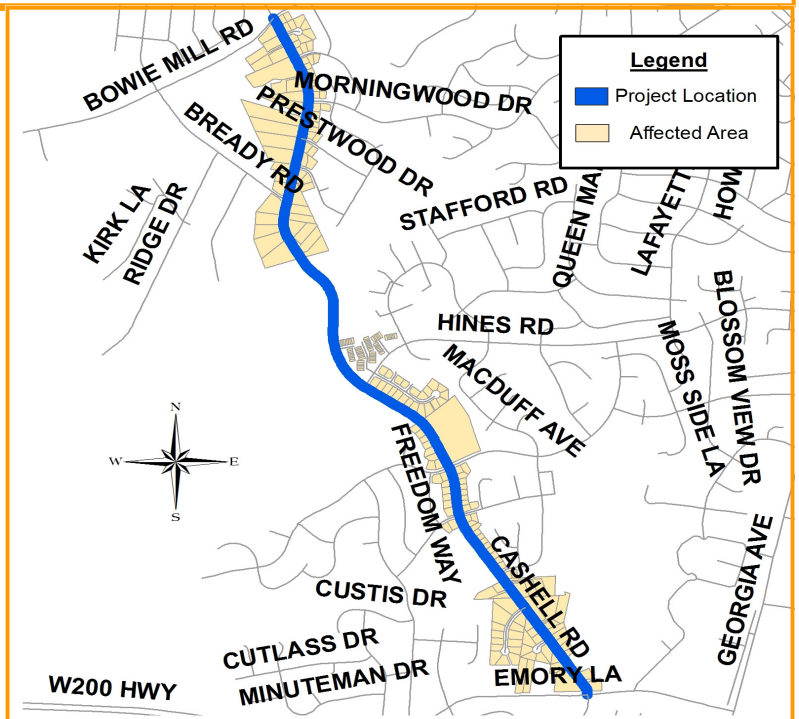 BOWIE MILL RD
Legend
Project Location
Affected Area
MORNINGWOOD DR
PRESTWOOD DR
BREADY RD
KIRK LA
RIDGE DR
STAFFORD RD
QUEEN MA
LAFAYETT
HOW
HINES RD
MACDUFF AVE
MOSS SIDE LA
BLOSSOM VIEW DR
N
W
E
S
FREEDOM WAY
CASHELL RD
GEORGIA AVE
CUSTIS DR
CUTLASS DR
MINUTEMAN DR
EMORY LA
W200 HWY